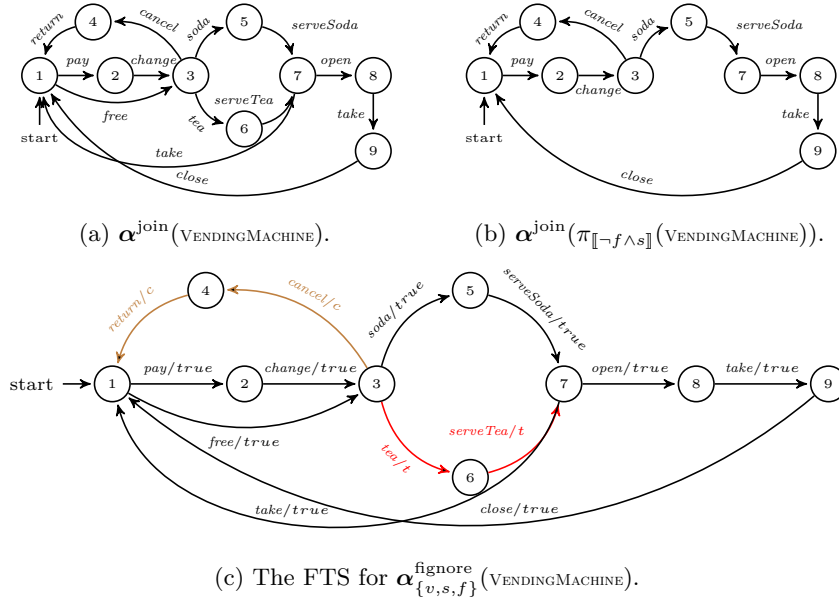 return
4
cancel
soda
5
serveSoda
1
pay
2
change
3
7
open
8
free
tea
serveTea
6
take
start
take
close
9
(a) α^join(VendingMachine).
return
4
cancel
soda
5
serveSoda
1
pay
2
change
3
7
open
8
take
start
close
9
(b) α^join(π_⟦¬f∧s⟧(VendingMachine)).
return/c
4
cancel/c
soda/true
5
serveSoda/true
start
1
pay/true
2
change/true
3
7
open/true
8
take/true
9
free/true
tea/t
serveTea/t
6
take/true
close/true
(c) The FTS for α^fignore_{v,s,f}(VendingMachine).